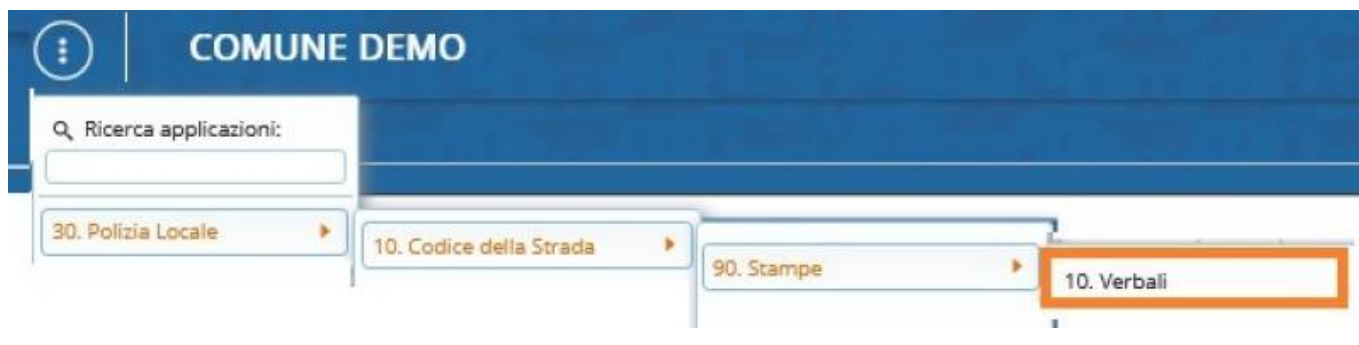 COMUNE DEMO
Ricerca applicazioni:
30. Polizia Locale
10. Codice della Strada
90. Stampe
10. Verbali